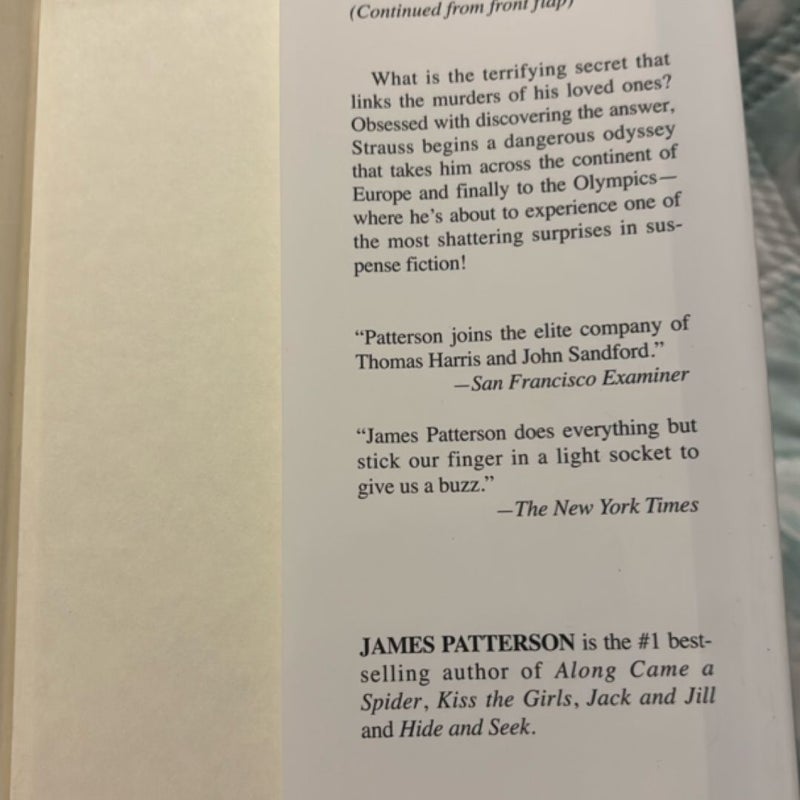 (Continued from front flap)
What is the terrifying secret that
links the murders of his loved ones?
Obsessed with discovering the answer,
Strauss begins a dangerous odyssey
that takes him across the continent of
Europe and finally to the Olympics—
where he's about to experience one of
the most shattering surprises in sus-
pense fiction!
“Patterson joins the elite company of
Thomas Harris and John Sandford.”
—San Francisco Examiner
“James Patterson does everything but
stick our finger in a light socket to
give us a buzz.”
—The New York Times
JAMES PATTERSON is the #1 best-
selling author of Along Came a
Spider, Kiss the Girls, Jack and Jill
and Hide and Seek.